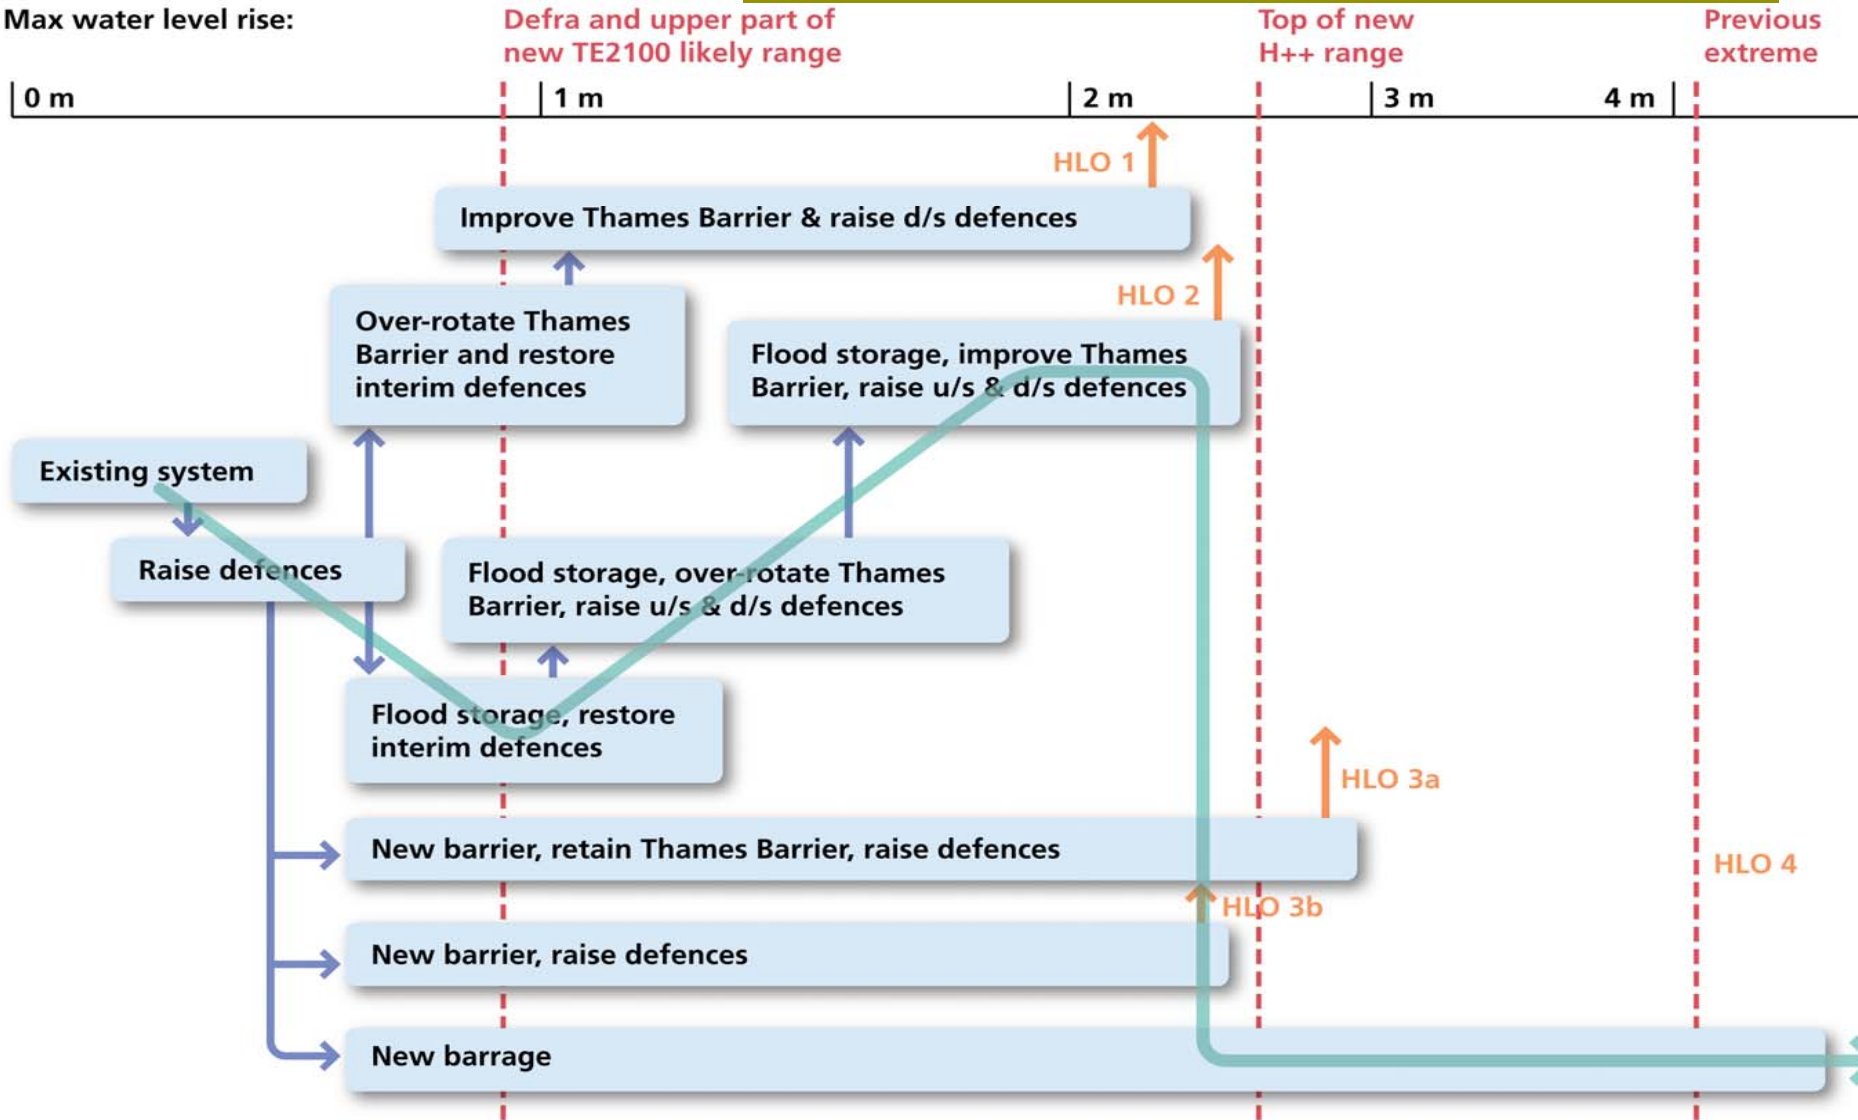 Max water level rise:
Defra and upper part of
new TE2100 likely range
Top of new
H++ range
Previous
extreme
0 m
1 m
2 m
3 m
4 m
HLO 1
Improve Thames Barrier & raise d/s defences
HLO 2
Over-rotate Thames
Barrier and restore
interim defences
Flood storage, improve Thames
Barrier, raise u/s & d/s defences
Existing system
Raise defences
Flood storage, over-rotate Thames
Barrier, raise u/s & d/s defences
Flood storage, restore
interim defences
HLO 3a
New barrier, retain Thames Barrier, raise defences
HLO 4
HLO 3b
New barrier, raise defences
New barrage